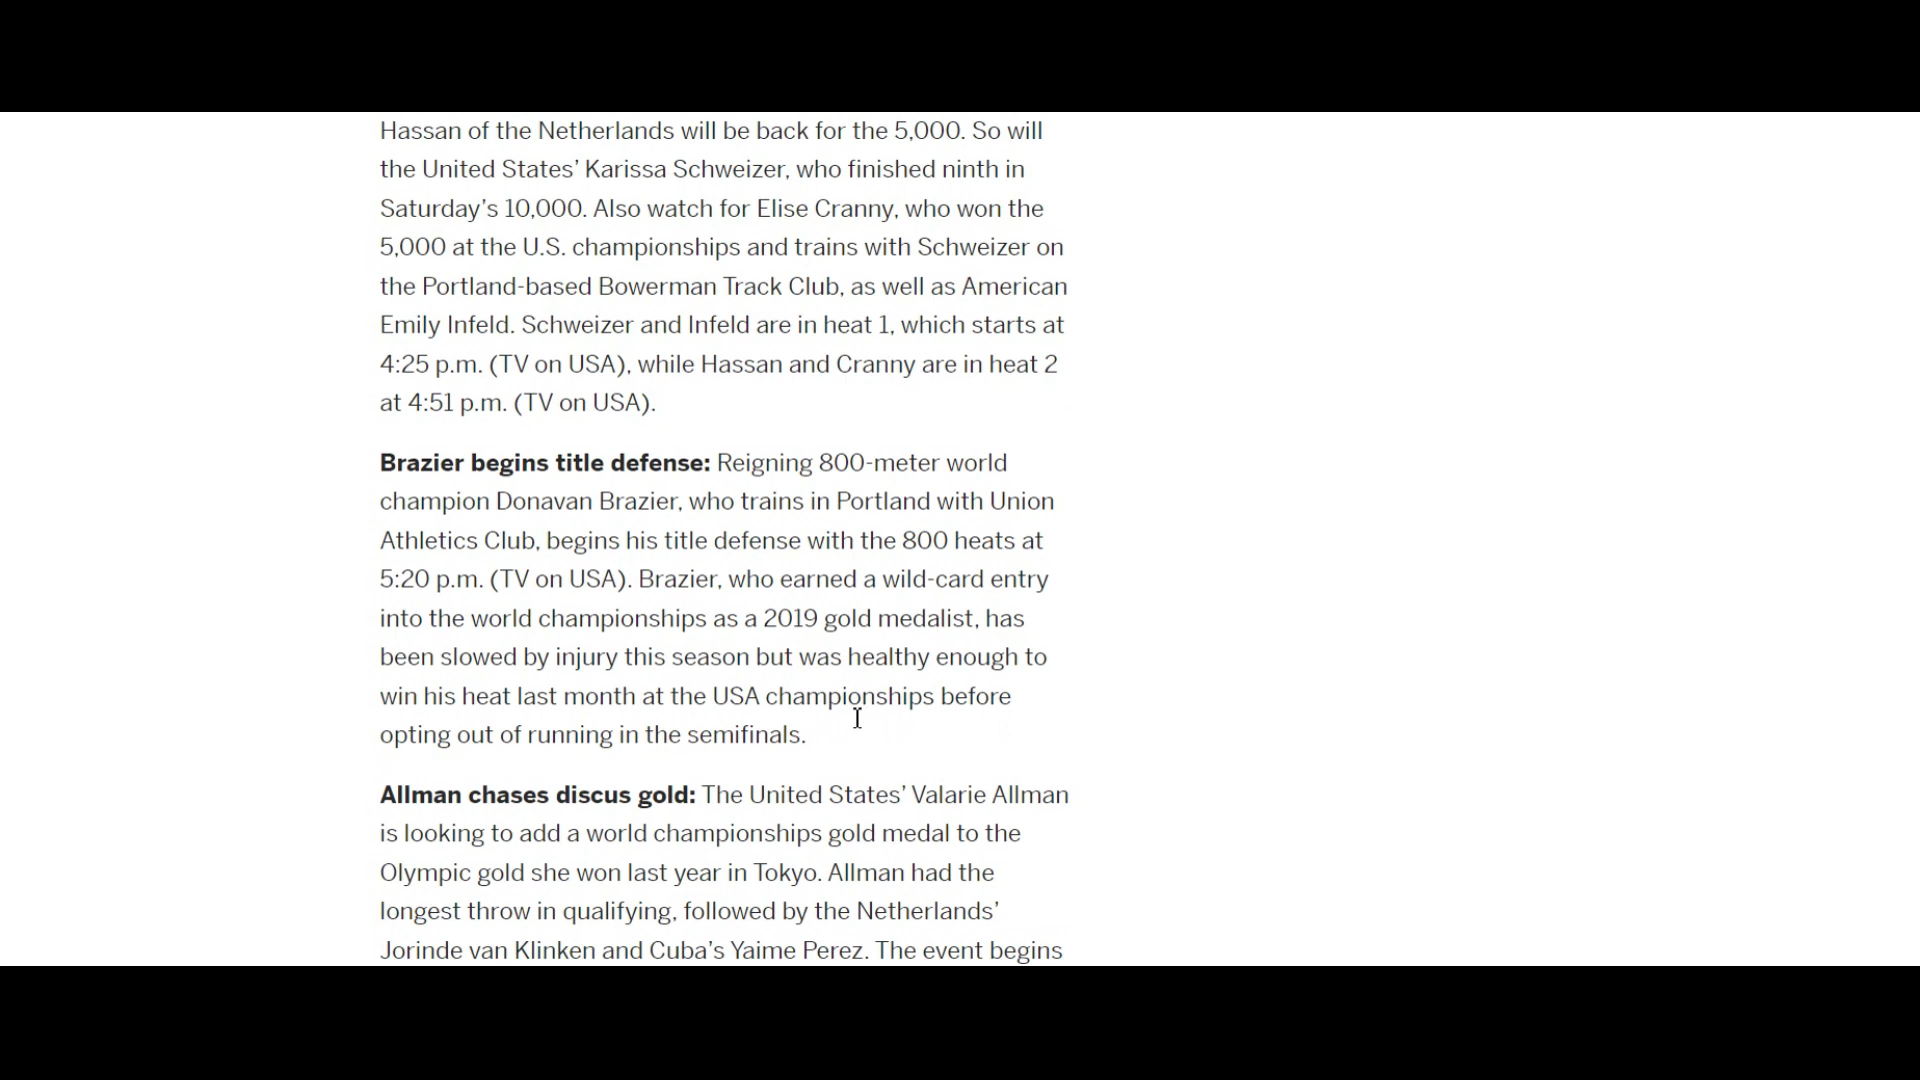 Hassan of the Netherlands will be back for the 5,000. So will
the United States’ Karissa Schweizer, who finished ninth in
Saturday’s 10,000. Also watch for Elise Cranny, who won the
5,000 at the U.S. championships and trains with Schweizer on
the Portland-based Bowerman Track Club, as well as American
Emily Infeld. Schweizer and Infeld are in heat 1, which starts at
4:25 p.m. (TV on USA), while Hassan and Cranny are in heat 2
at 4:51 p.m. (TV on USA).
Brazier begins title defense: Reigning 800-meter world
champion Donavan Brazier, who trains in Portland with Union
Athletics Club, begins his title defense with the 800 heats at
5:20 p.m. (TV on USA). Brazier, who earned a wild-card entry
into the world championships as a 2019 gold medalist, has
been slowed by injury this season but was healthy enough to
win his heat last month at the USA championships before
opting out of running in the semifinals.
Allman chases discus gold: The United States’ Valarie Allman
is looking to add a world championships gold medal to the
Olympic gold she won last year in Tokyo. Allman had the
longest throw in qualifying, followed by the Netherlands’
Jorinde van Klinken and Cuba’s Yaime Perez. The event begins